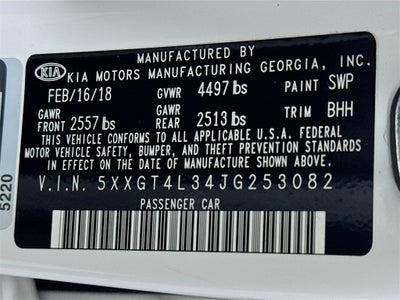 MANUFACTURED BY
KIA KIA MOTORS MANUFACTURING GEORGIA, INC.
FEB/16/18 GVWR 4497 lbs PAINT SWP
GAWR FRONT 2557 lbs GAWR REAR 2513 lbs TRIM BHH
THIS VEHICLE CONFORMS TO ALL APPLICABLE U.S.A. FEDERAL
MOTOR VEHICLE SAFETY, BUMPER, AND THEFT PREVENTION STANDARDS
IN EFFECT ON THE DATE OF MANUFACTURE SHOWN ABOVE.
V.I.N. 5XXGT4L34JG253082
PASSENGER CAR
5220